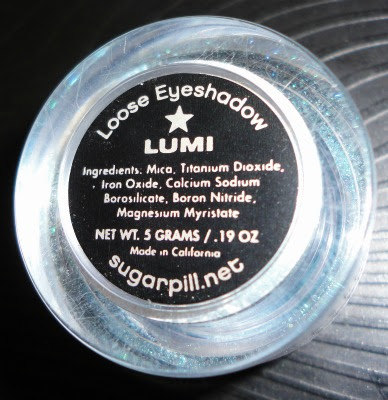 Loose Eyeshadow
LUMI
Ingredients: Mica, Titanium Dioxide,
Iron Oxide, Calcium Sodium
Borosilicate, Boron Nitride,
Magnesium Myristate
NET WT. 5 GRAMS / .19 OZ
Made in California
sugarpill.net